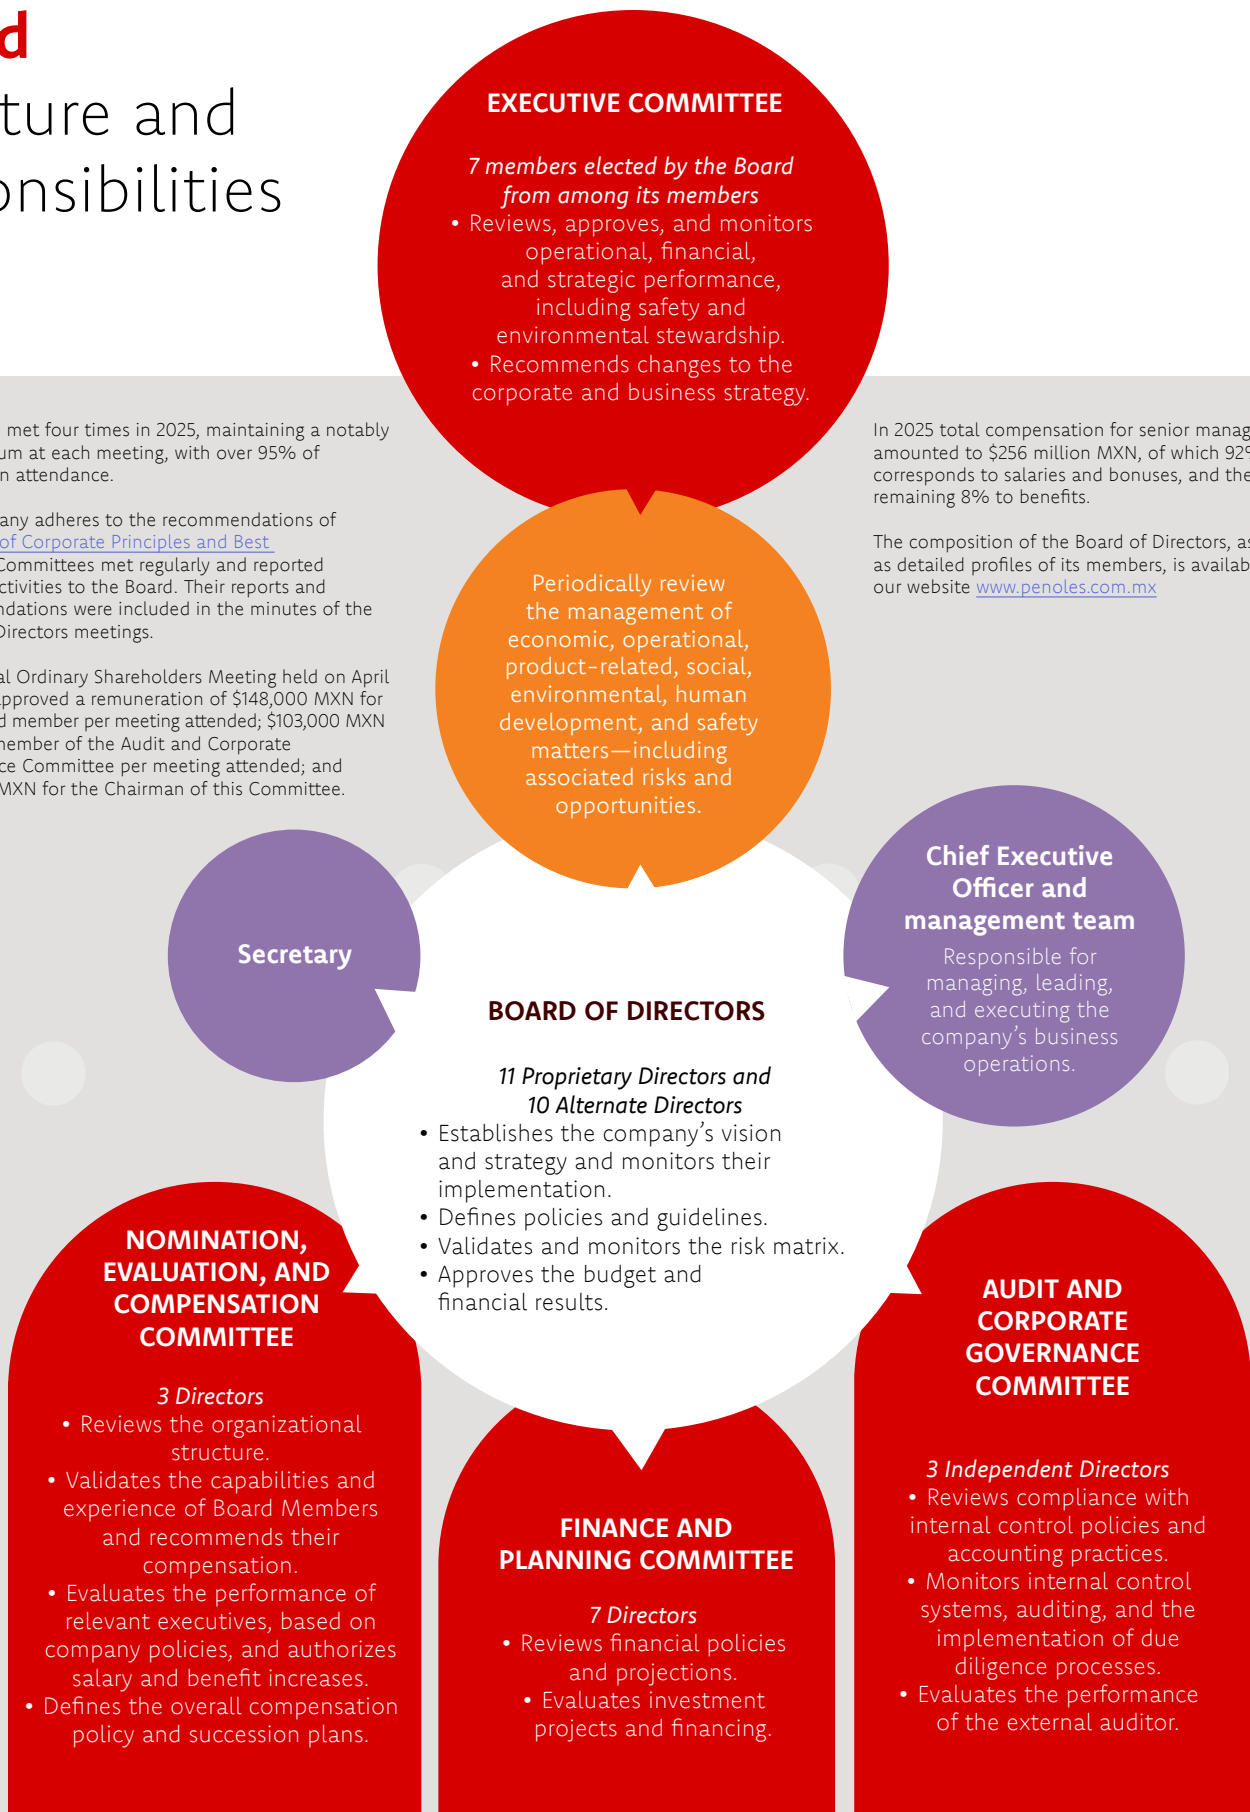 d
ture and
onsibilities
EXECUTIVE COMMITTEE
7 members elected by the Board
from among its members
• Reviews, approves, and monitors
operational, financial,
and strategic performance,
including safety and
environmental stewardship.
• Recommends changes to the
corporate and business strategy.
met four times in 2025, maintaining a notably
um at each meeting, with over 95% of
n attendance.
any adheres to the recommendations of
of Corporate Principles and Best
Committees met regularly and reported
ctivities to the Board. Their reports and
ndations were included in the minutes of the
Directors meetings.
al Ordinary Shareholders Meeting held on April
approved a remuneration of $148,000 MXN for
d member per meeting attended; $103,000 MXN
member of the Audit and Corporate
ce Committee per meeting attended; and
MXN for the Chairman of this Committee.
In 2025 total compensation for senior manag
amounted to $256 million MXN, of which 92%
corresponds to salaries and bonuses, and the
remaining 8% to benefits.
The composition of the Board of Directors, as
as detailed profiles of its members, is availab
our website www.penoles.com.mx
Periodically review
the management of
economic, operational,
product-related, social,
environmental, human
development, and safety
matters—including
associated risks and
opportunities.
Secretary
Chief Executive
Officer and
management team
Responsible for
managing, leading,
and executing the
company's business
operations.
BOARD OF DIRECTORS
11 Proprietary Directors and
10 Alternate Directors
• Establishes the company's vision
and strategy and monitors their
implementation.
• Defines policies and guidelines.
• Validates and monitors the risk matrix.
• Approves the budget and
financial results.
NOMINATION,
EVALUATION, AND
COMPENSATION
COMMITTEE
3 Directors
• Reviews the organizational
structure.
• Validates the capabilities and
experience of Board Members
and recommends their
compensation.
• Evaluates the performance of
relevant executives, based on
company policies, and authorizes
salary and benefit increases.
• Defines the overall compensation
policy and succession plans.
FINANCE AND
PLANNING COMMITTEE
7 Directors
• Reviews financial policies
and projections.
• Evaluates investment
projects and financing.
AUDIT AND
CORPORATE
GOVERNANCE
COMMITTEE
3 Independent Directors
• Reviews compliance with
internal control policies and
accounting practices.
• Monitors internal control
systems, auditing, and the
implementation of due
diligence processes.
• Evaluates the performance
of the external auditor.